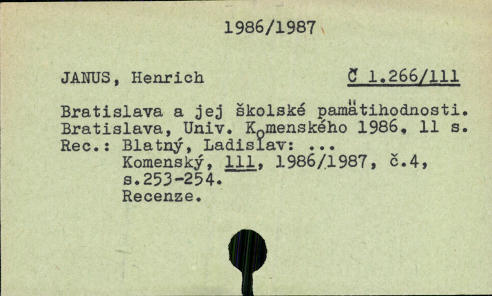 1986/1987
JANUS, Henrich Č 1.266/111
Bratislava a jej školské pamätihodnosti.
Bratislava, Univ. Komenského 1986. 11 s.
Rec.: Blatný, Ladislav: ...
Komenský, 111, 1986/1987, č.4,
s.253-254.
Recenze.